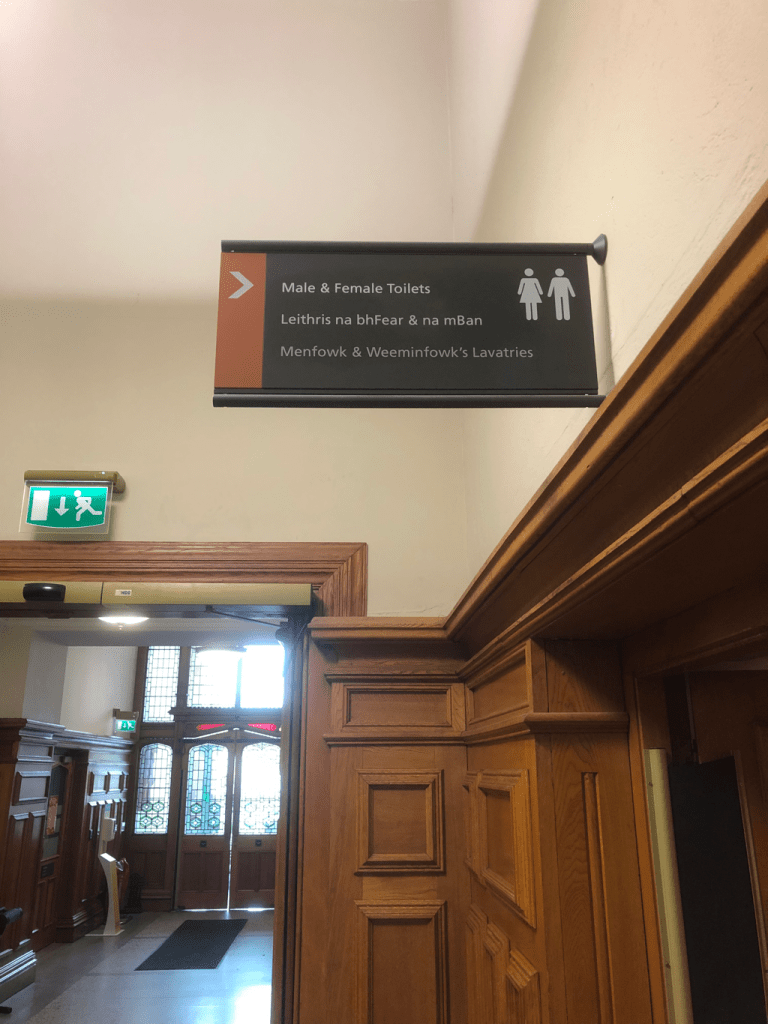 Male & Female Toilets
Leithris na bhFear & na mBan
Menfowk & Weeminfowk's Lavatries